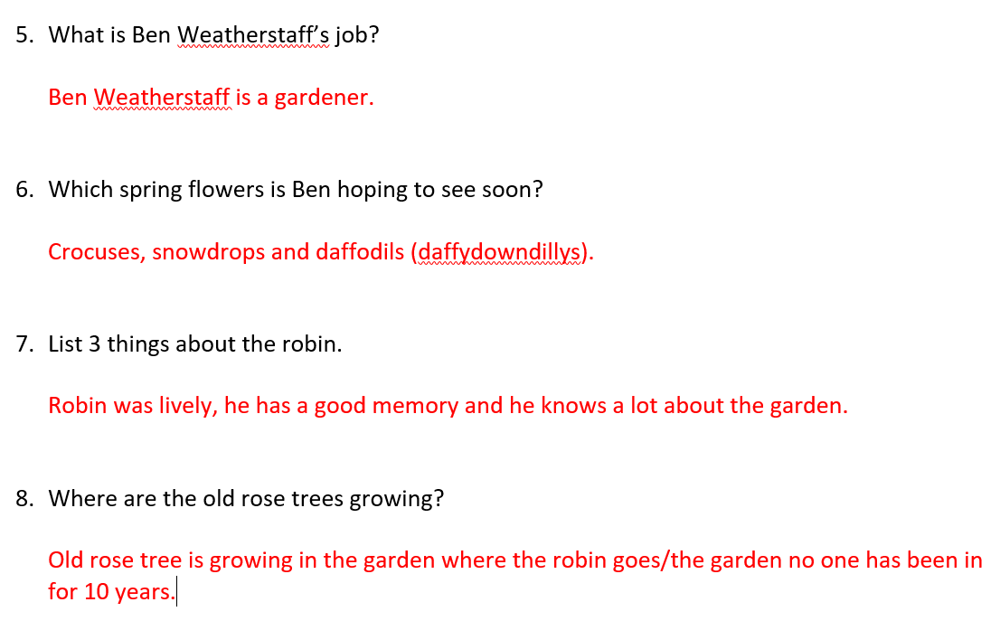 5. What is Ben Weatherstaff’s job?
Ben Weatherstaff is a gardener.
6. Which spring flowers is Ben hoping to see soon?
Crocuses, snowdrops and daffodils (daffydowndillys).
7. List 3 things about the robin.
Robin was lively, he has a good memory and he knows a lot about the garden.
8. Where are the old rose trees growing?
Old rose tree is growing in the garden where the robin goes/the garden no one has been in
for 10 years.